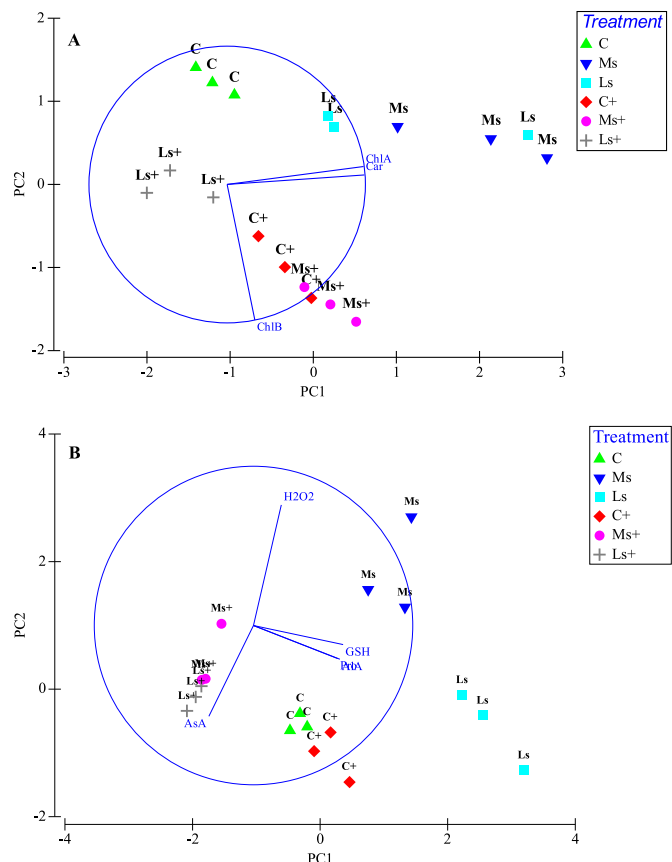 A
Treatment
C
Ms
Ls
C+
Ms+
Ls+
2
1
0
-1
-2
PC2
C
C
C
Ls
Ls
Ms
Ms
Ls
Ms
Ls+
Ls+
Ls+
ChlA
Car
C+
C+
Ms+
C+
Ms+
Ms+
ChlB
-3
-2
-1
0
1
2
3
PC1
B
Treatment
C
Ms
Ls
C+
Ms+
Ls+
4
2
0
-2
PC2
H2O2
Ms
Ms
Ms
Ms+
GSH
Ms+
Ls+
Ls+
Ls+
AsA
C
C
C
C+
C+
C+
Ls
Ls
Ls
-4
-2
0
2
4
PC1